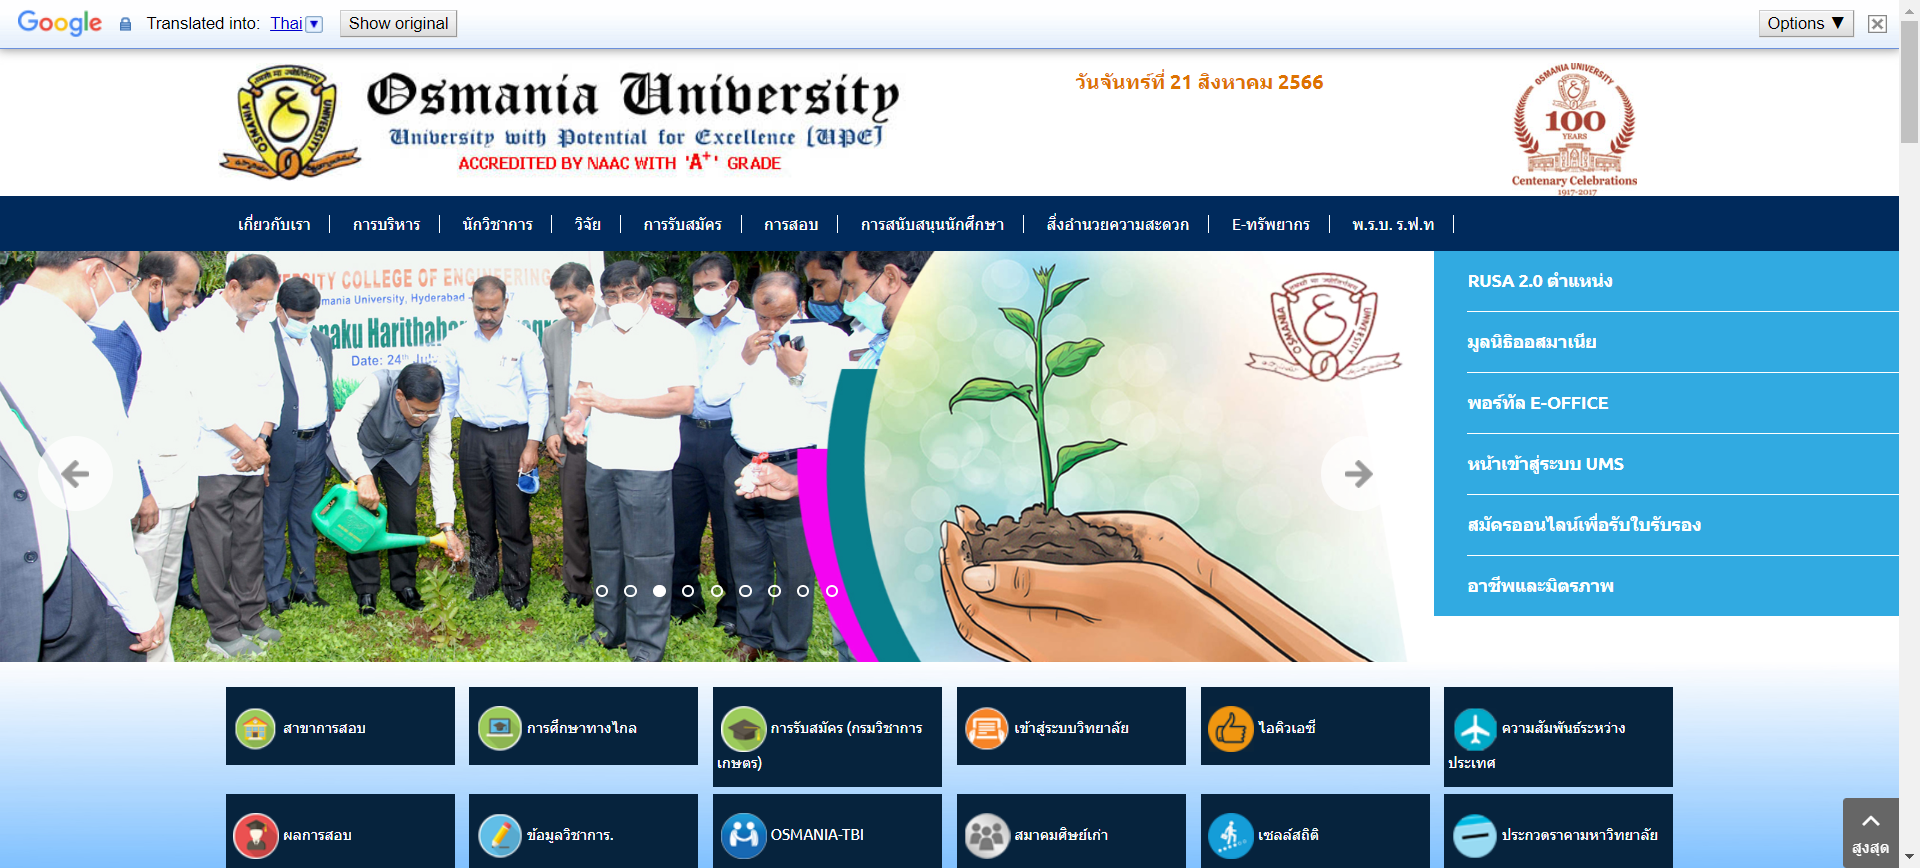 Google
Translated into: Thai
Show original
Options ▼
Osmania University
University with Potential for Excellence [UPE]
ACCREDITED BY NAAC WITH 'A+' GRADE
OSMANIA UNIVERSITY
วันจันทร์ที่ 21 สิงหาคม 2566
OSMANIA UNIVERSITY
100
YEARS
Centenary Celebrations
1917-2017
เกี่ยวกับเรา
การบริหาร
นักวิชาการ
วิจัย
การรับสมัคร
การสอบ
การสนับสนุนนักศึกษา
สิ่งอำนวยความสะดวก
E-ทรัพยากร
พ.ร.บ. ร.ฟ.ท
COLLEGE OF ENGINEERING
University, Hyderabad
Date: 24th
OSMANIA UNIVERSITY
RUSA 2.0 ตำแหน่ง
มูลนิธิออสมาเนีย
พอร์ทัล E-OFFICE
หน้าเข้าสู่ระบบ UMS
สมัครออนไลน์เพื่อรับใบรับรอง
อาชีพและมิตรภาพ
สาขาการสอบ
การศึกษาทางไกล
การรับสมัคร (กรมวิชาการ
เกษตร)
เข้าสู่ระบบวิทยาลัย
ไอคิวเอซี
ความสัมพันธ์ระหว่าง
ประเทศ
ผลการสอบ
ข้อมูลวิชาการ.
OSMANIA-TBI
สมาคมศิษย์เก่า
เซลล์สถิติ
ประกวดราคามหาวิทยาลัย
สูงสุด